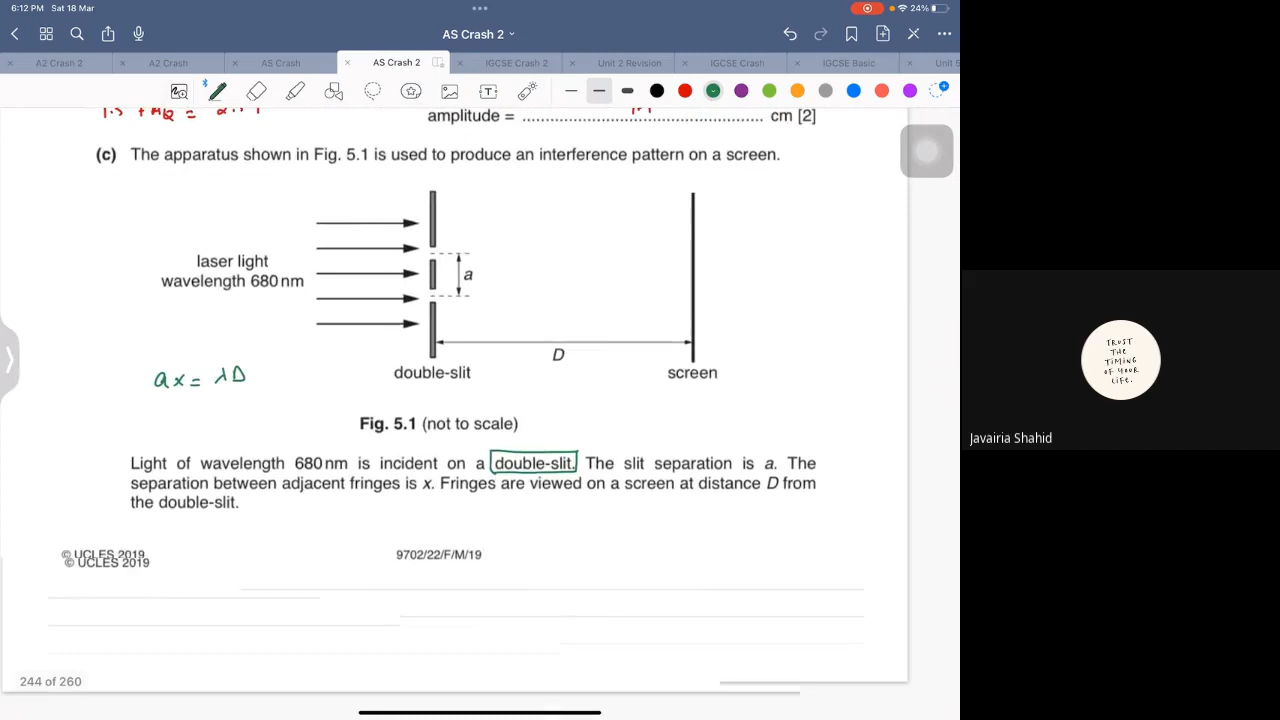 6:12 PM Sat 18 Mar
24%
AS Crash 2
A2 Crash 2
A2 Crash
AS Crash
AS Crash 2
IGCSE Crash 2
Unit 2 Revision
IGCSE Crash
IGCSE Basic
Unit 5
amplitude = ........................................................ cm [2]
(c) The apparatus shown in Fig. 5.1 is used to produce an interference pattern on a screen.
laser light
wavelength 680 nm
a
D
double-slit
screen
ax = λD
Fig. 5.1 (not to scale)
Light of wavelength 680 nm is incident on a double-slit. The slit separation is a. The
separation between adjacent fringes is x. Fringes are viewed on a screen at distance D from
the double-slit.
© UCLES 2019
© UCLES 2019
9702/22/F/M/19
244 of 260
TRUST
THE
TIMING
OF YOUR
LIFE.
Javairia Shahid